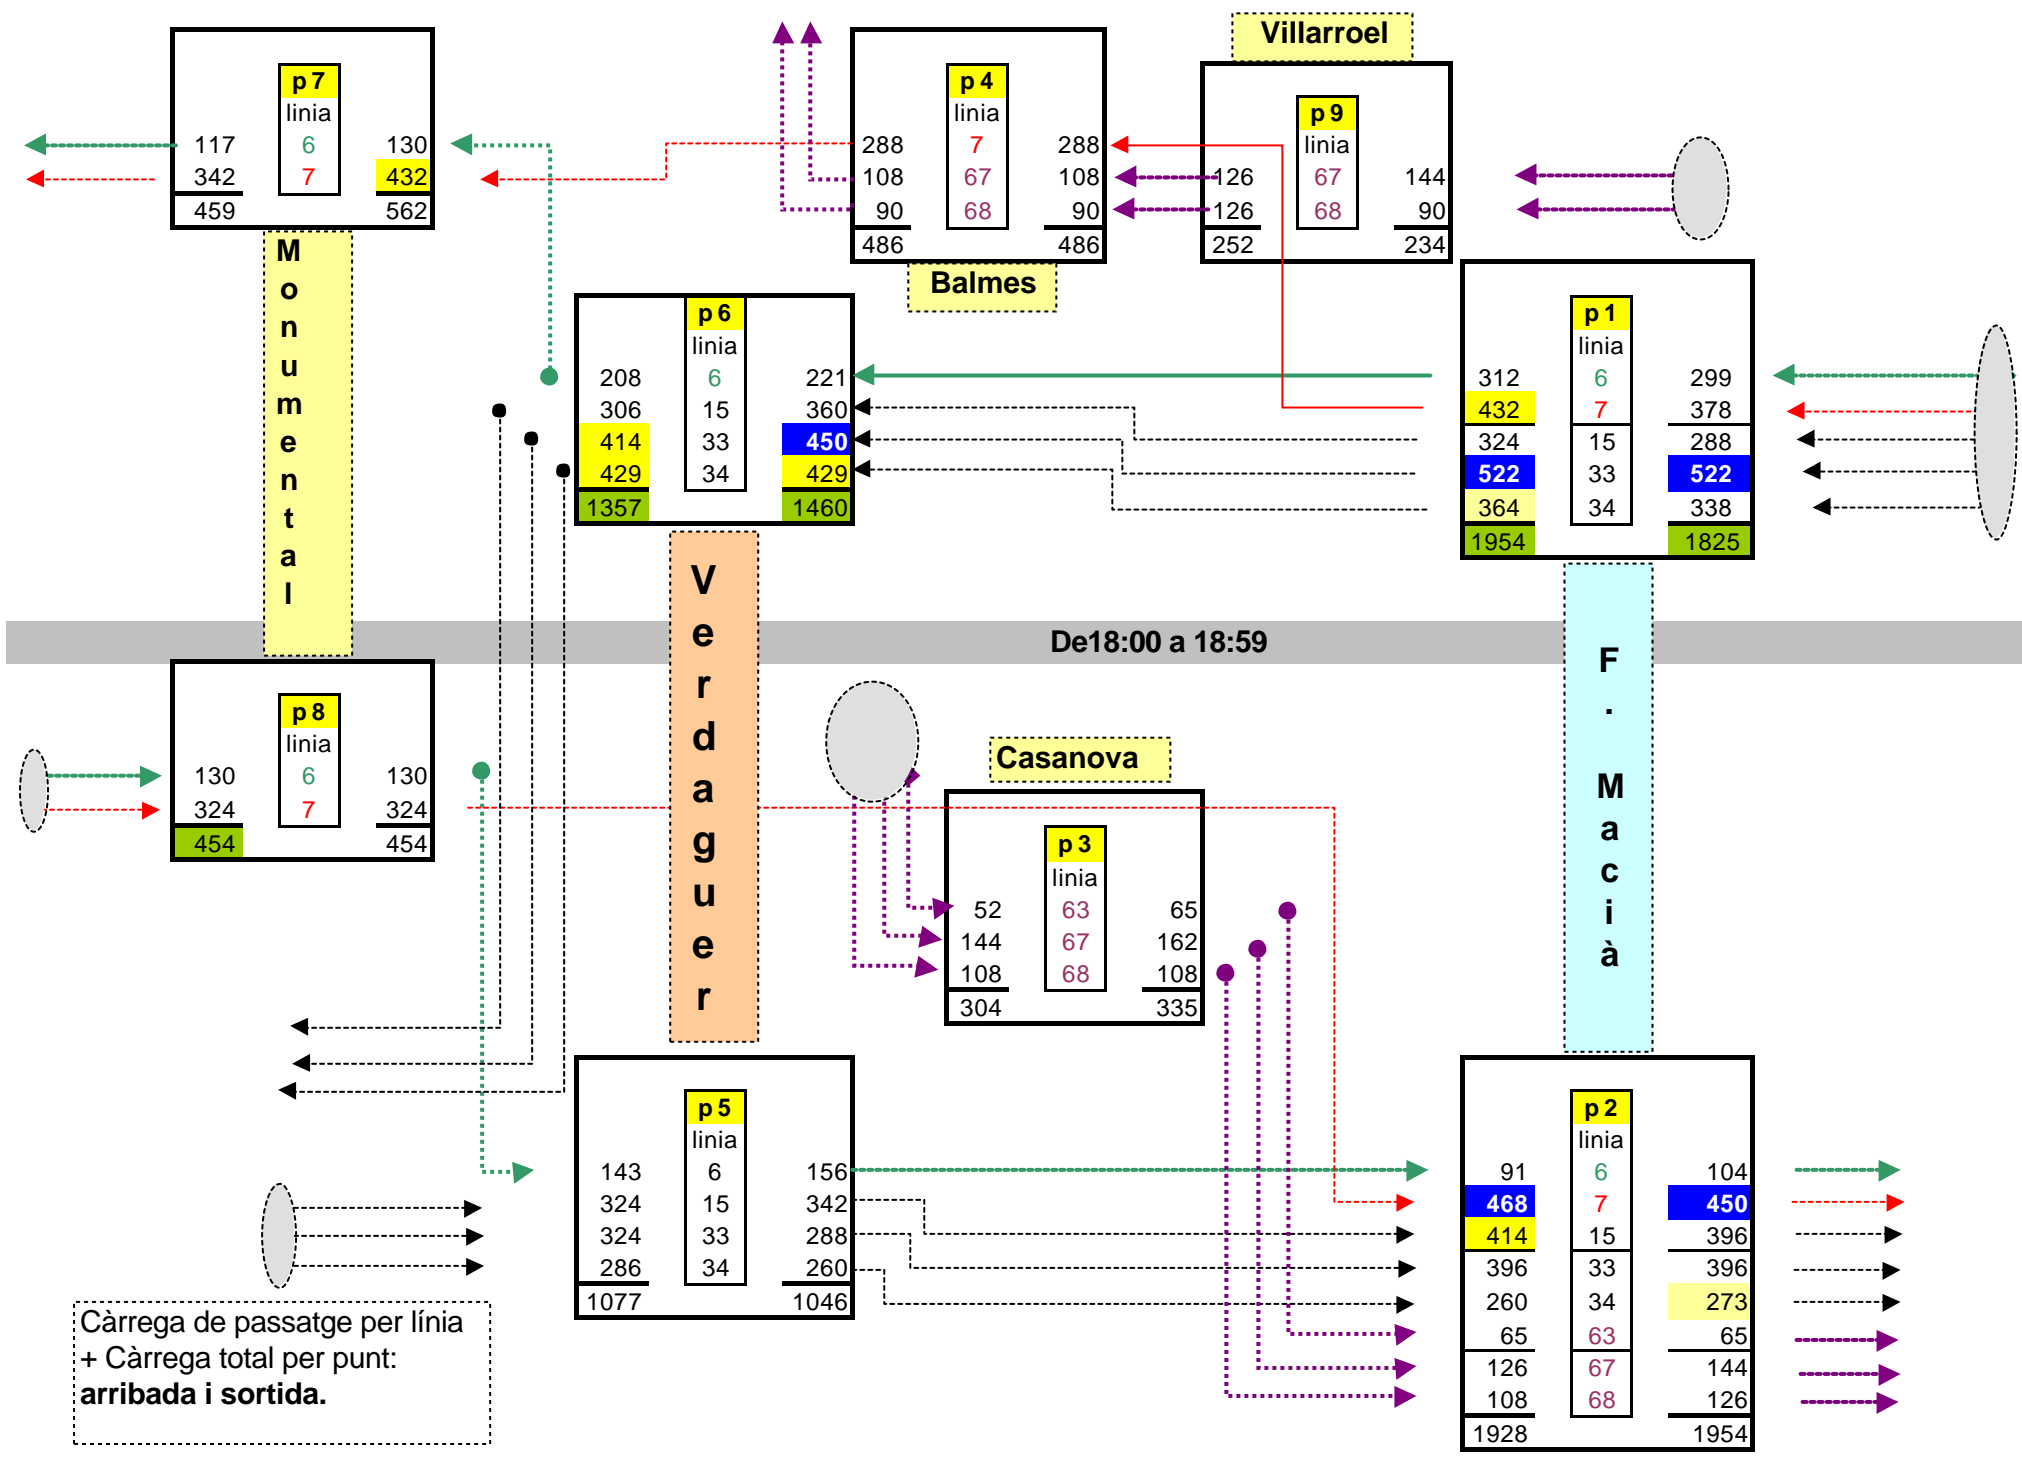 Villarroel
p 7
linia
117 6 130
342 7 432
459 562
p 4
linia
288 7 288
108 67 108
90 68 90
486 486
p 9
linia
126 67 144
126 68 90
252 234
Balmes
Monumental
p 6
linia
208 6 221
306 15 360
414 33 450
429 34 429
1357 1460
p 1
linia
312 6 299
432 7 378
324 15 288
522 33 522
364 34 338
1954 1825
Verdaguer
De18:00 a 18:59
F. Macià
p 8
linia
130 6 130
324 7 324
454 454
Casanova
p 3
linia
52 63 65
144 67 162
108 68 108
304 335
p 5
linia
143 6 156
324 15 342
324 33 288
286 34 260
1077 1046
p 2
linia
91 6 104
468 7 450
414 15 396
396 33 396
260 34 273
65 63 65
126 67 144
108 68 126
1928 1954
Càrrega de passatge per línia
+ Càrrega total per punt:
arribada i sortida.